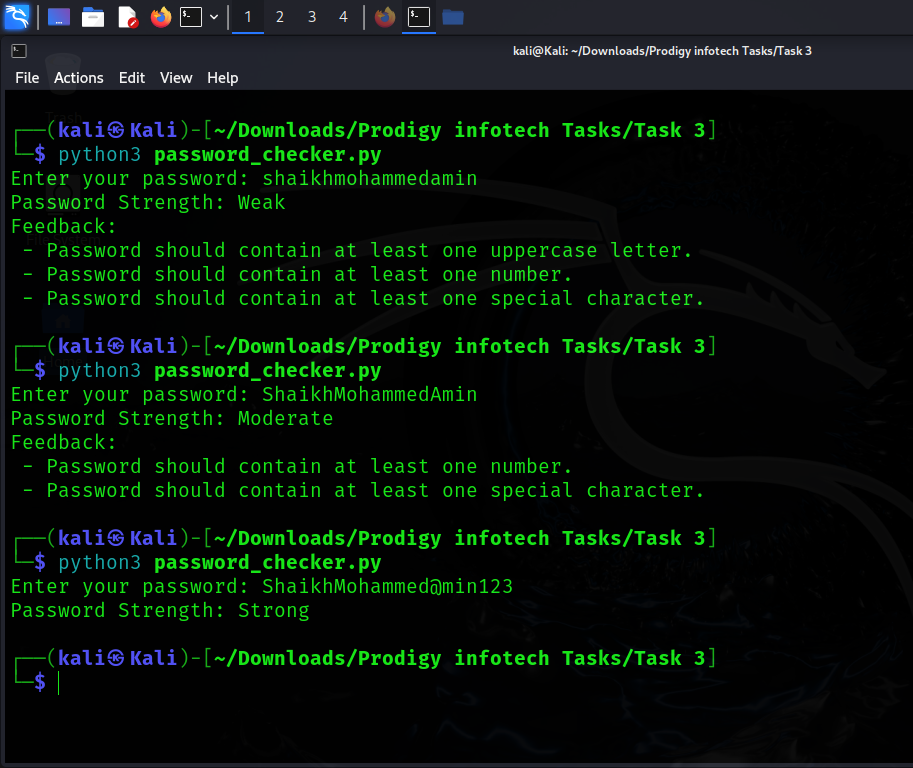 1 2 3 4
kali@Kali: ~/Downloads/Prodigy infotech Tasks/Task 3
File Actions Edit View Help
┌──(kali㉿Kali)-[~/Downloads/Prodigy infotech Tasks/Task 3]
└─$ python3 password_checker.py
Enter your password: shaikhmohammedamin
Password Strength: Weak
Feedback:
 - Password should contain at least one uppercase letter.
 - Password should contain at least one number.
 - Password should contain at least one special character.
┌──(kali㉿Kali)-[~/Downloads/Prodigy infotech Tasks/Task 3]
└─$ python3 password_checker.py
Enter your password: ShaikhMohammedAmin
Password Strength: Moderate
Feedback:
 - Password should contain at least one number.
 - Password should contain at least one special character.
┌──(kali㉿Kali)-[~/Downloads/Prodigy infotech Tasks/Task 3]
└─$ python3 password_checker.py
Enter your password: ShaikhMohammed@min123
Password Strength: Strong
┌──(kali㉿Kali)-[~/Downloads/Prodigy infotech Tasks/Task 3]
└─$